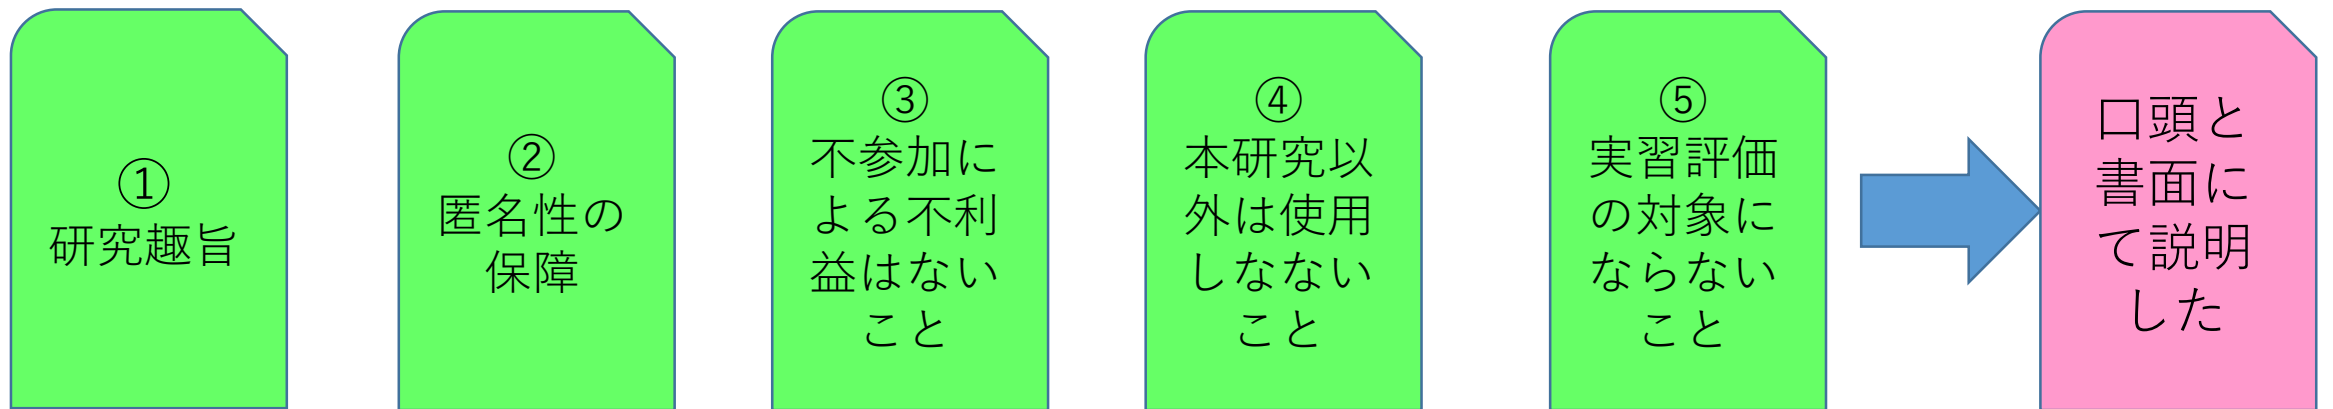 ①
研究趣旨
②
匿名性の
保障
③
不参加に
よる不利
益はない
こと
④
本研究以
外は使用
しなない
こと
⑤
実習評価
の対象に
ならない
こと
口頭と
書面に
て説明
した